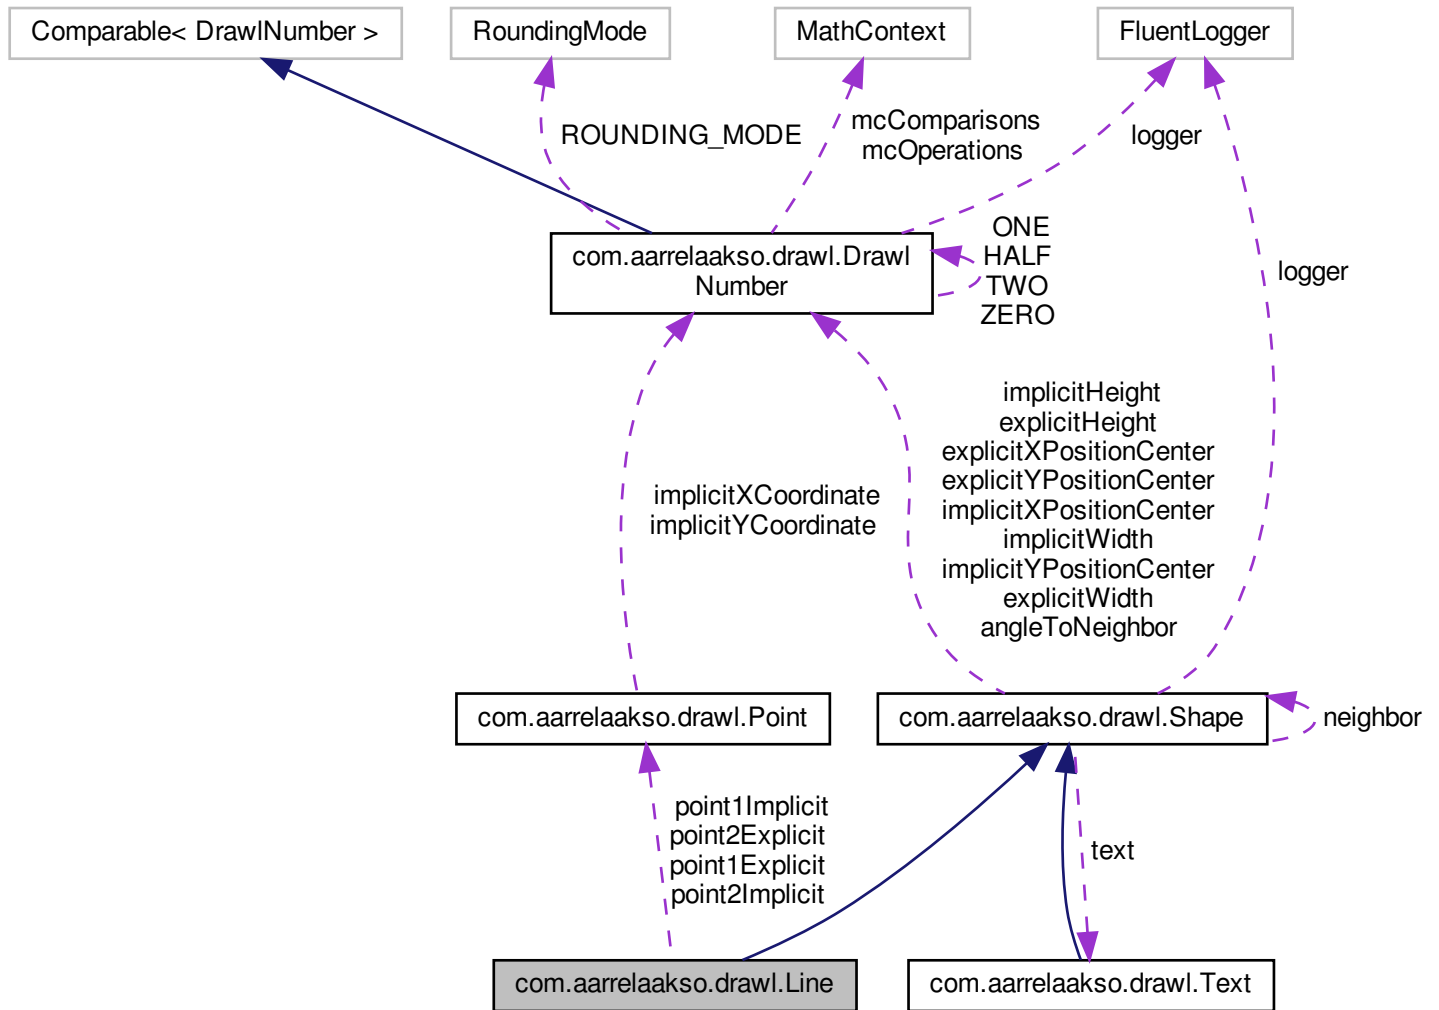 Comparable< DrawlNumber >
RoundingMode
MathContext
FluentLogger
ROUNDING_MODE
mcComparisons
mcOperations
logger
com.aarrelaakso.drawl.Drawl
Number
ONE
HALF
TWO
ZERO
logger
implicitXCoordinate
implicitYCoordinate
implicitHeight
explicitHeight
explicitXPositionCenter
explicitYPositionCenter
implicitXPositionCenter
implicitWidth
implicitYPositionCenter
explicitWidth
angleToNeighbor
com.aarrelaakso.drawl.Point
com.aarrelaakso.drawl.Shape
neighbor
point1Implicit
point2Explicit
point1Explicit
point2Implicit
text
com.aarrelaakso.drawl.Line
com.aarrelaakso.drawl.Text